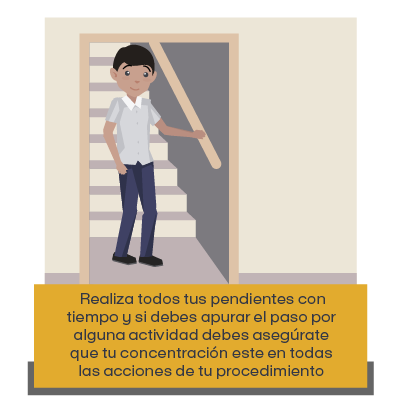 Realiza todos tus pendientes con
tiempo y si debes apurar el paso por
alguna actividad debes asegúrate
que tu concentración este en todas
las acciones de tu procedimiento